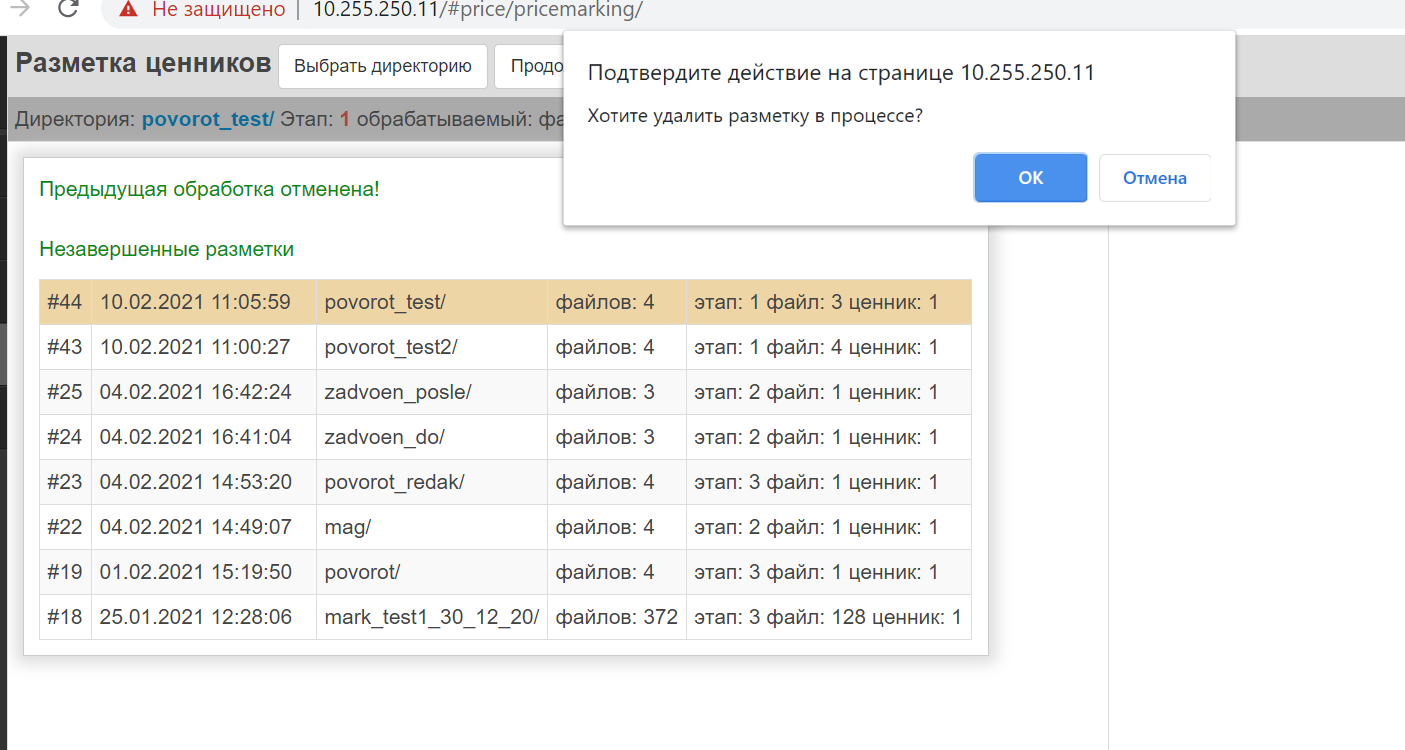 Не защищено | 10.255.250.11/#price/pricemarking/
Разметка ценников Выбрать директорию
Подтвердите действие на странице 10.255.250.11
Хотите удалить разметку в процессе?
ОК Отмена
Директория: povorot_test/ Этап: 1 обрабатываемый:
Предыдущая обработка отменена!
Незавершенные разметки
#44 10.02.2021 11:05:59 povorot_test/ файлов: 4 этап: 1 файл: 3 ценник: 1
#43 10.02.2021 11:00:27 povorot_test2/ файлов: 4 этап: 1 файл: 4 ценник: 1
#25 04.02.2021 16:42:24 zadvoen_posle/ файлов: 3 этап: 2 файл: 1 ценник: 1
#24 04.02.2021 16:41:04 zadvoen_do/ файлов: 3 этап: 2 файл: 1 ценник: 1
#23 04.02.2021 14:53:20 povorot_redak/ файлов: 4 этап: 3 файл: 1 ценник: 1
#22 04.02.2021 14:49:07 mag/ файлов: 4 этап: 2 файл: 1 ценник: 1
#19 01.02.2021 15:19:50 povorot/ файлов: 4 этап: 3 файл: 1 ценник: 1
#18 25.01.2021 12:28:06 mark_test1_30_12_20/ файлов: 372 этап: 3 файл: 128 ценник: 1